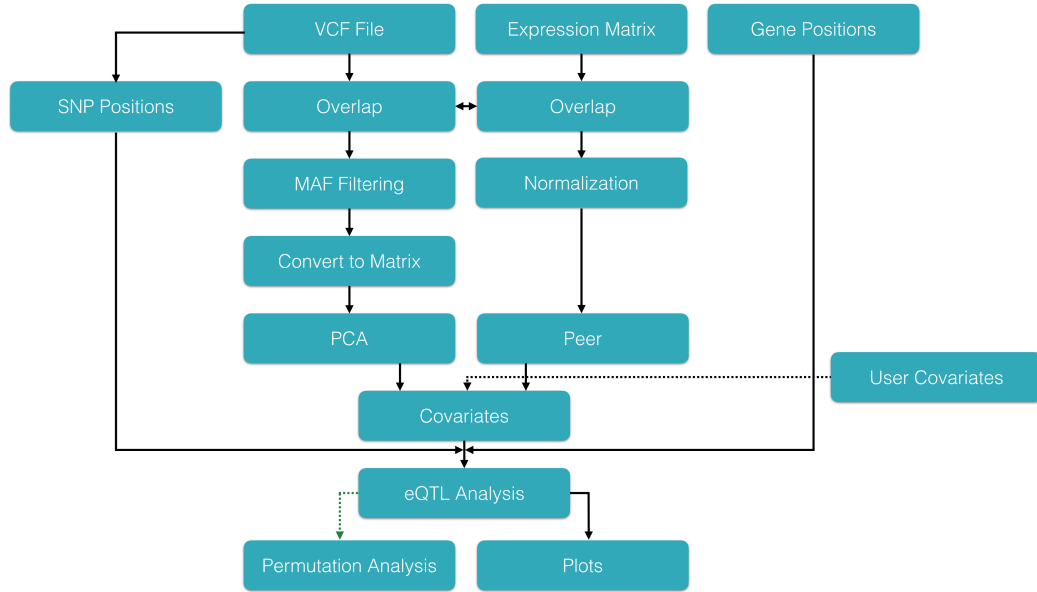 VCF File
Expression Matrix
Gene Positions
SNP Positions
Overlap
Overlap
MAF Filtering
Normalization
Convert to Matrix
PCA
Peer
User Covariates
Covariates
eQTL Analysis
Permutation Analysis
Plots